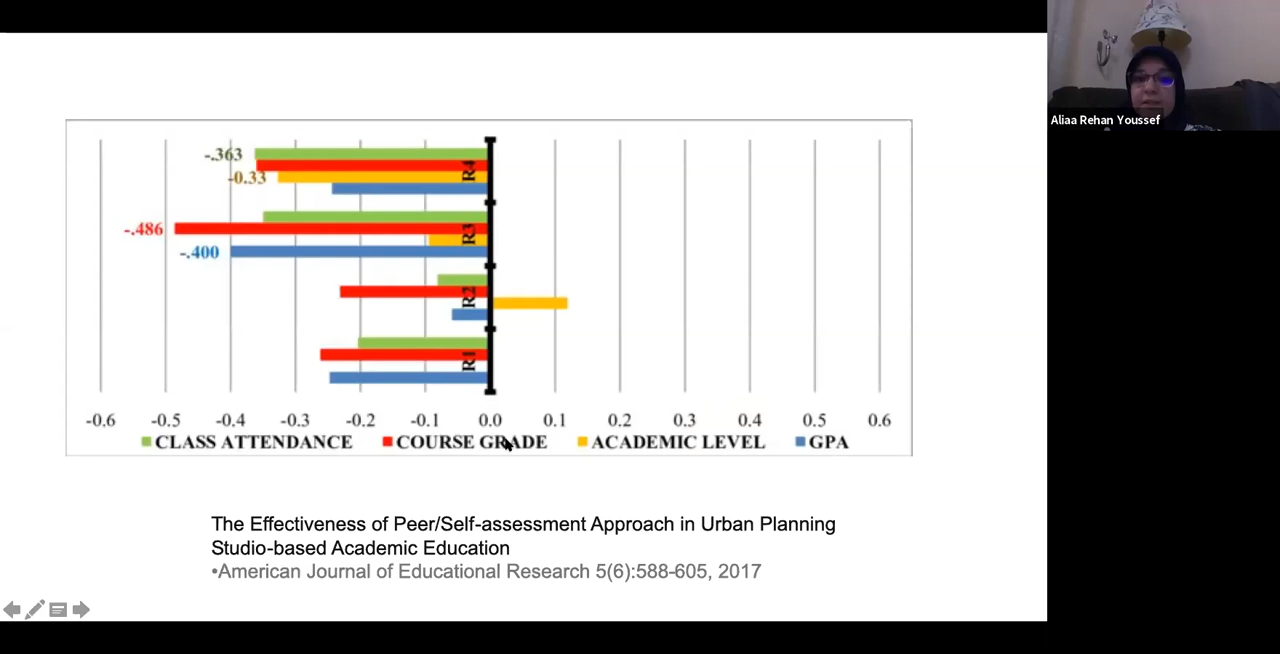 Aliaa Rehan Youssef
-.363
-0.33
R4
-.486
R3
-.400
R2
R1
-0.6 -0.5 -0.4 -0.3 -0.2 -0.1 0.0 0.1 0.2 0.3 0.4 0.5 0.6
CLASS ATTENDANCE COURSE GRADE ACADEMIC LEVEL GPA
The Effectiveness of Peer/Self-assessment Approach in Urban Planning
Studio-based Academic Education
•American Journal of Educational Research 5(6):588-605, 2017